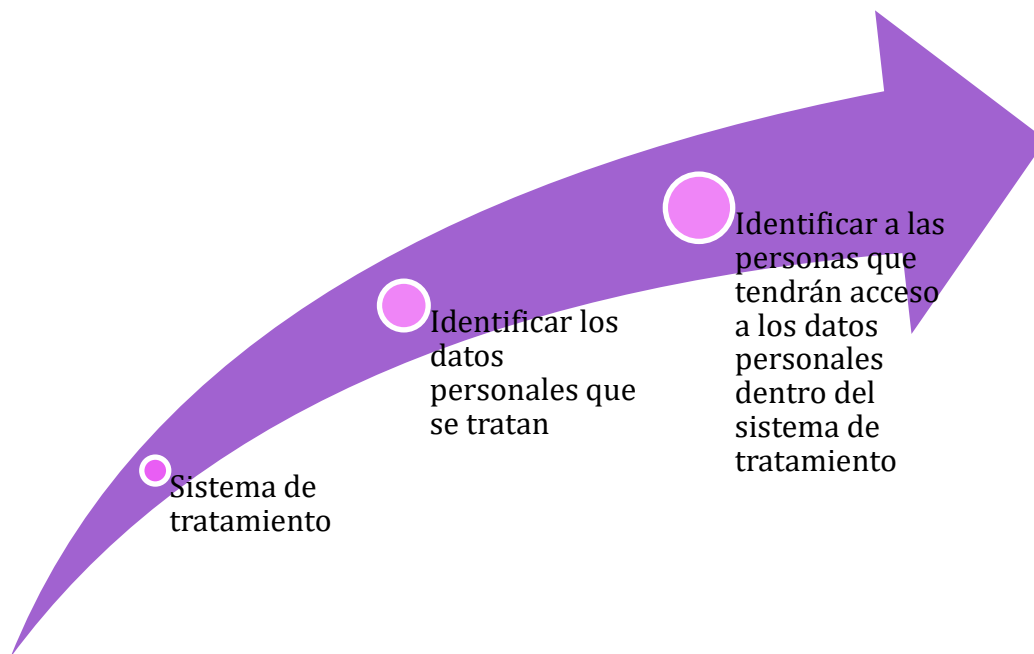 Sistema de
tratamiento
Identificar los
datos
personales que
se tratan
Identificar a las
personas que
tendrán acceso
a los datos
personales
dentro del
sistema de
tratamiento